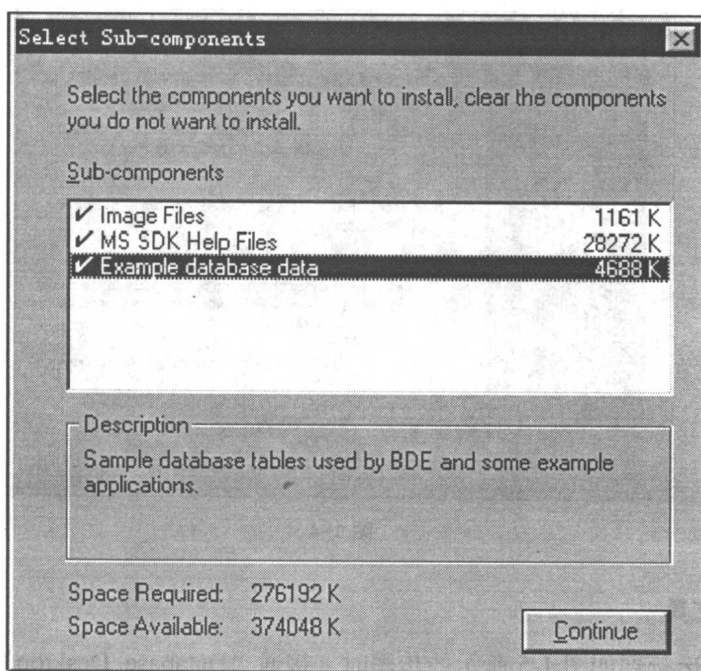 Select Sub-components
Select the components you want to install, clear the components
you do not want to install.
Sub-components
✔ Image Files 1161 K
✔ MS SDK Help Files 28272 K
✔ Example database data 4688 K
Description
Sample database tables used by BDE and some example
applications.
Space Required: 276192 K
Space Available: 374048 K
Continue